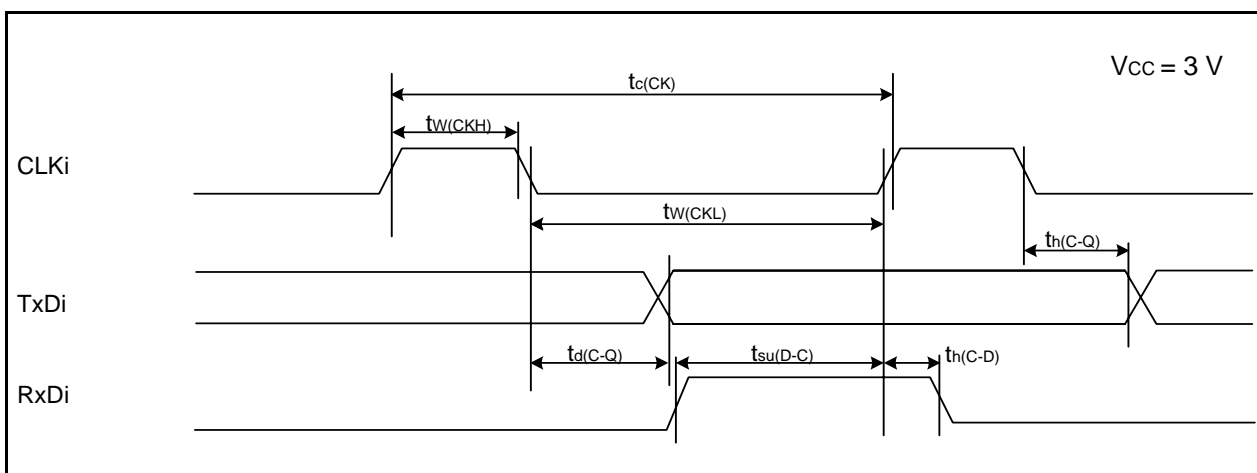 VCC = 3 V
tc(CK)
tW(CKH)
CLKi
tW(CKL)
th(C-Q)
TxDi
td(C-Q)
tsu(D-C)
th(C-D)
RxDi